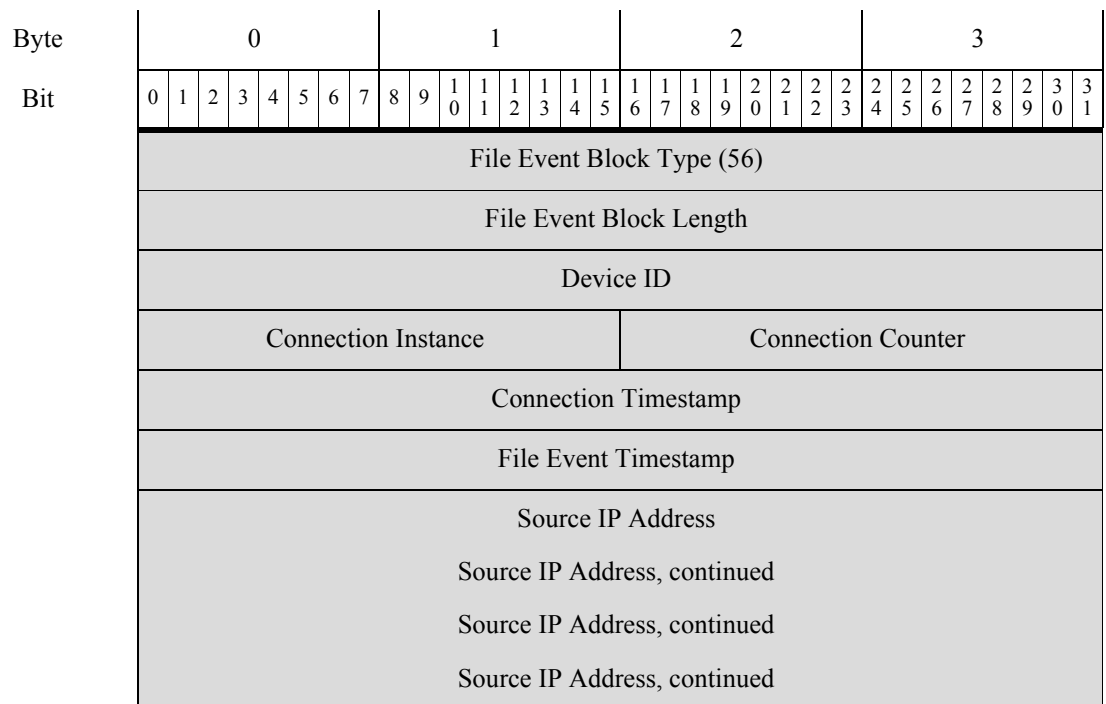 Byte 0 1 2 3
Bit 0 1 2 3 4 5 6 7 8 9 10 11 12 13 14 15 16 17 18 19 20 21 22 23 24 25 26 27 28 29 30 31
File Event Block Type (56)
File Event Block Length
Device ID
Connection Instance Connection Counter
Connection Timestamp
File Event Timestamp
Source IP Address
Source IP Address, continued
Source IP Address, continued
Source IP Address, continued